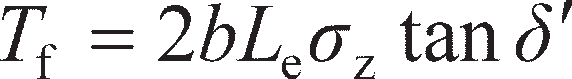 T_f = 2bL_eσ_z tan δ′